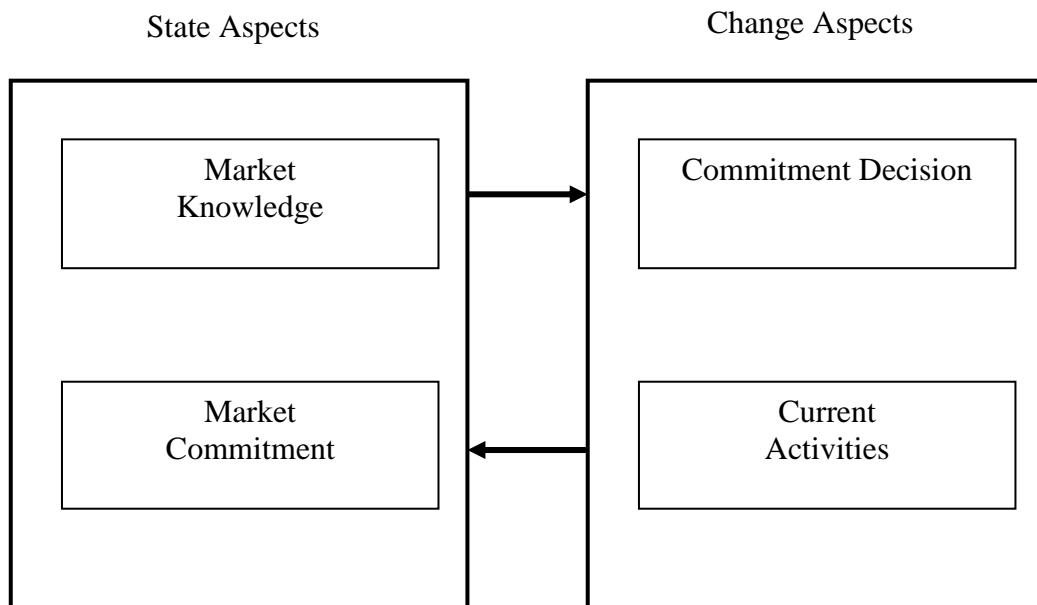 State Aspects
Change Aspects
Market
Knowledge
Commitment Decision
Market
Commitment
Current
Activities